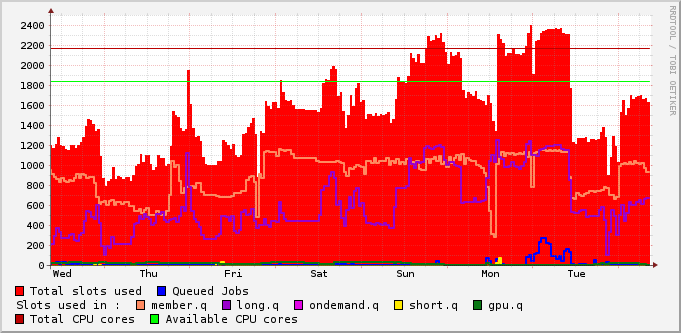 RRDTOOL / TOBI OETIKER
2400
2200
2000
1800
1600
1400
1200
1000
800
600
400
200
0
Wed Thu Fri Sat Sun Mon Tue
Total slots used Queued Jobs
Slots used in : member.q long.q ondemand.q short.q gpu.q
Total CPU cores Available CPU cores